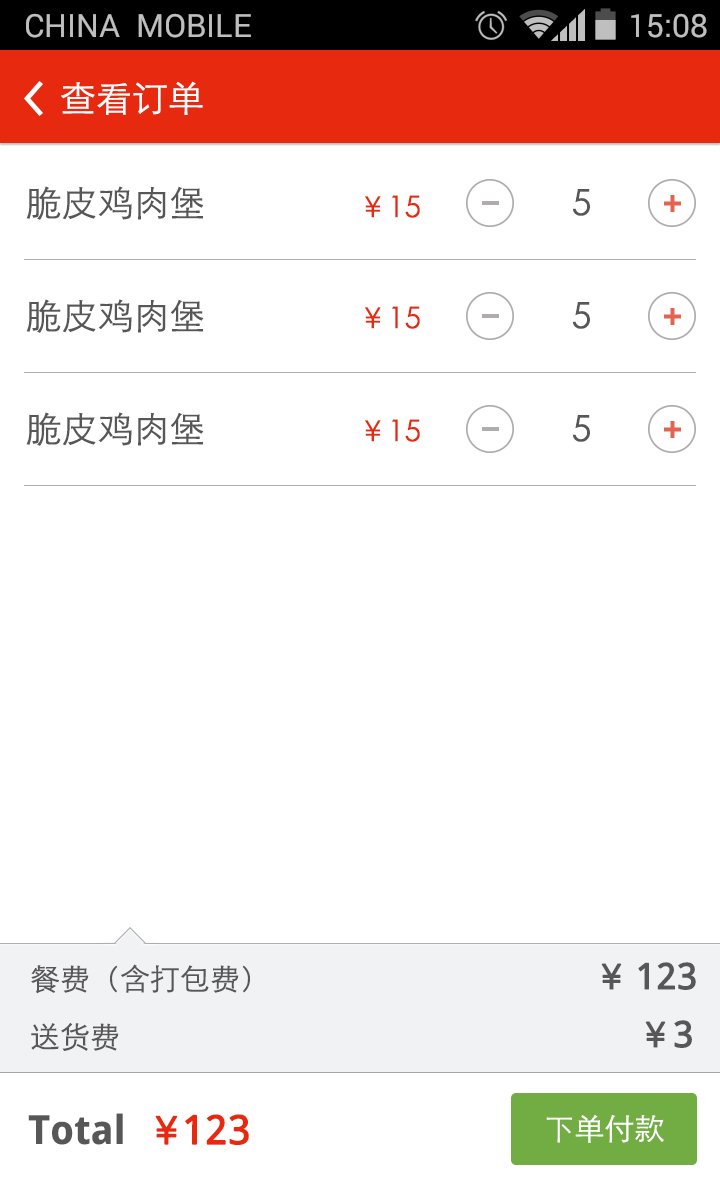 CHINA MOBILE 15:08
查看订单
脆皮鸡肉堡 ¥ 15 − 5 +
脆皮鸡肉堡 ¥ 15 − 5 +
脆皮鸡肉堡 ¥ 15 − 5 +
餐费（含打包费） ¥ 123
送货费 ¥ 3
Total ¥123 下单付款